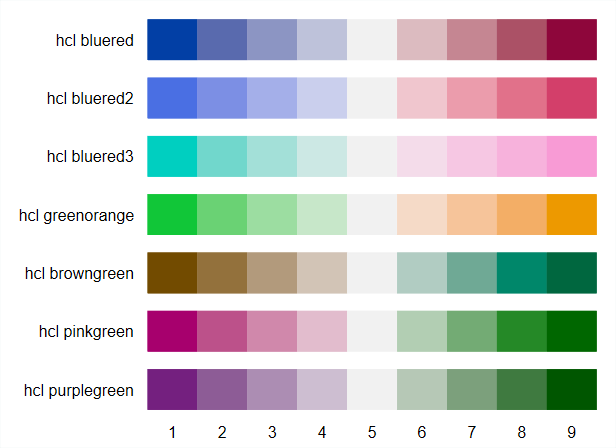 hcl bluered
hcl bluered2
hcl bluered3
hcl greenorange
hcl browngreen
hcl pinkgreen
hcl purplegreen
1 2 3 4 5 6 7 8 9